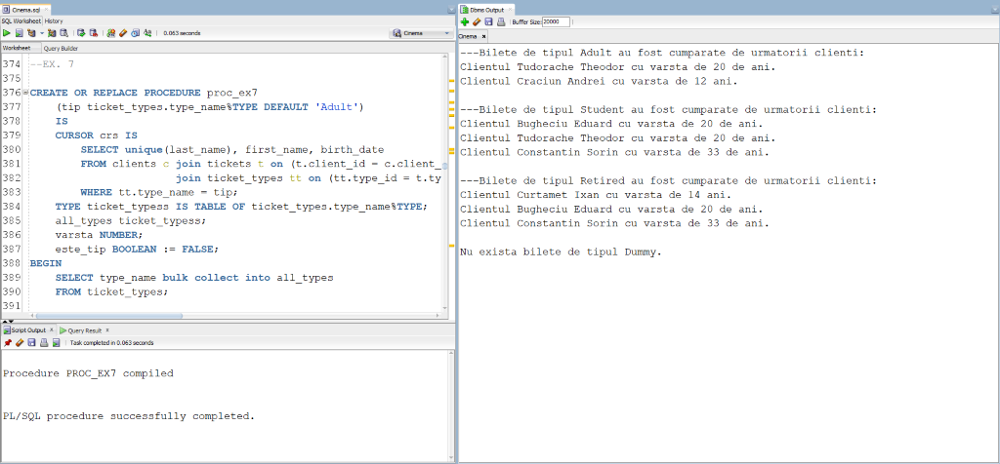 Cinema.sql
SQL Worksheet History
0.063 seconds
Cinema
Worksheet Query Builder
374 --EX. 7
375
376 CREATE OR REPLACE PROCEDURE proc_ex7
377 (tip ticket_types.type_name%TYPE DEFAULT 'Adult')
378 IS
379 CURSOR crs IS
380 SELECT unique(last_name), first_name, birth_date
381 FROM clients c join tickets t on (t.client_id = c.client_
382 join ticket_types tt on (tt.type_id = t.ty
383 WHERE tt.type_name = tip;
384 TYPE ticket_typess IS TABLE OF ticket_types.type_name%TYPE;
385 all_types ticket_typess;
386 varsta NUMBER;
387 este_tip BOOLEAN := FALSE;
388 BEGIN
389 SELECT type_name bulk collect into all_types
390 FROM ticket_types;
391
Script Output x Query Result x
Task completed in 0.063 seconds
Procedure PROC_EX7 compiled
PL/SQL procedure successfully completed.
Dbms Output
Buffer Size: 20000
Cinema x
---Bilete de tipul Adult au fost cumparate de urmatorii clienti:
Clientul Tudorache Theodor cu varsta de 20 de ani.
Clientul Craciun Andrei cu varsta de 12 ani.
---Bilete de tipul Student au fost cumparate de urmatorii clienti:
Clientul Bugheciu Eduard cu varsta de 20 de ani.
Clientul Tudorache Theodor cu varsta de 20 de ani.
Clientul Constantin Sorin cu varsta de 33 de ani.
---Bilete de tipul Retired au fost cumparate de urmatorii clienti:
Clientul Curtamet Ixan cu varsta de 14 ani.
Clientul Bugheciu Eduard cu varsta de 20 de ani.
Clientul Constantin Sorin cu varsta de 33 de ani.
Nu exista bilete de tipul Dummy.